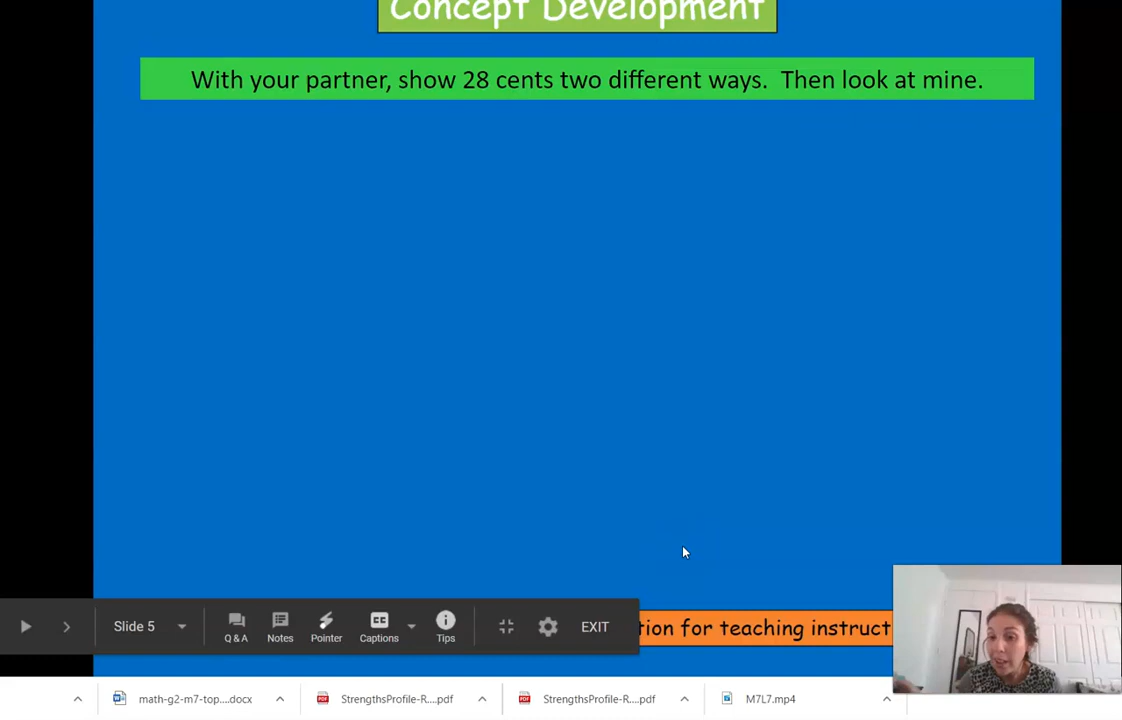 Concept Development
With your partner, show 28 cents two different ways. Then look at mine.
Slide 5
Q & A
Notes
Pointer
CC
Captions
Tips
EXIT
tion for teaching instruct
math-g2-m7-top....docx
StrengthsProfile-R....pdf
StrengthsProfile-R....pdf
M7L7.mp4